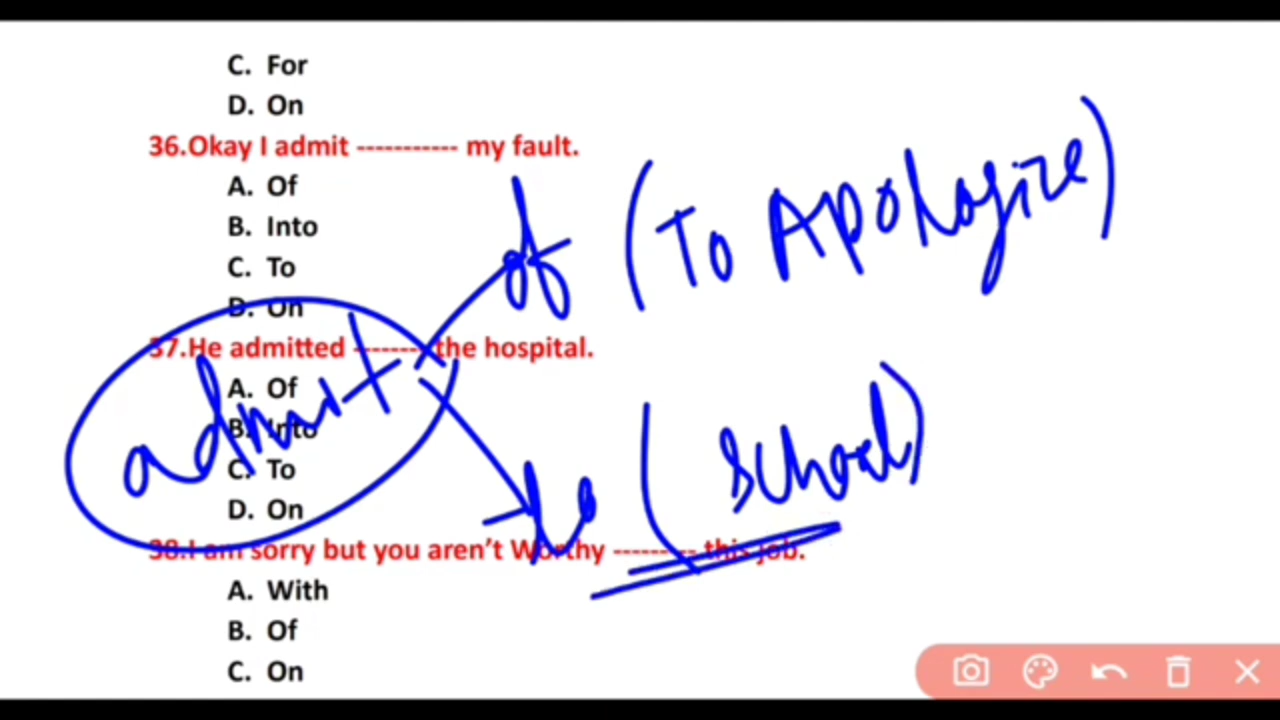 C. For
D. On
36.Okay I admit ----------- my fault.
A. Of
B. Into
C. To
D. On
37.He admitted -------- the hospital.
A. Of
B. Into
C. To
D. On
38.I am sorry but you aren't Worthy --------- this job.
A. With
B. Of
C. On
admit
of (To Apologize)
to (School)